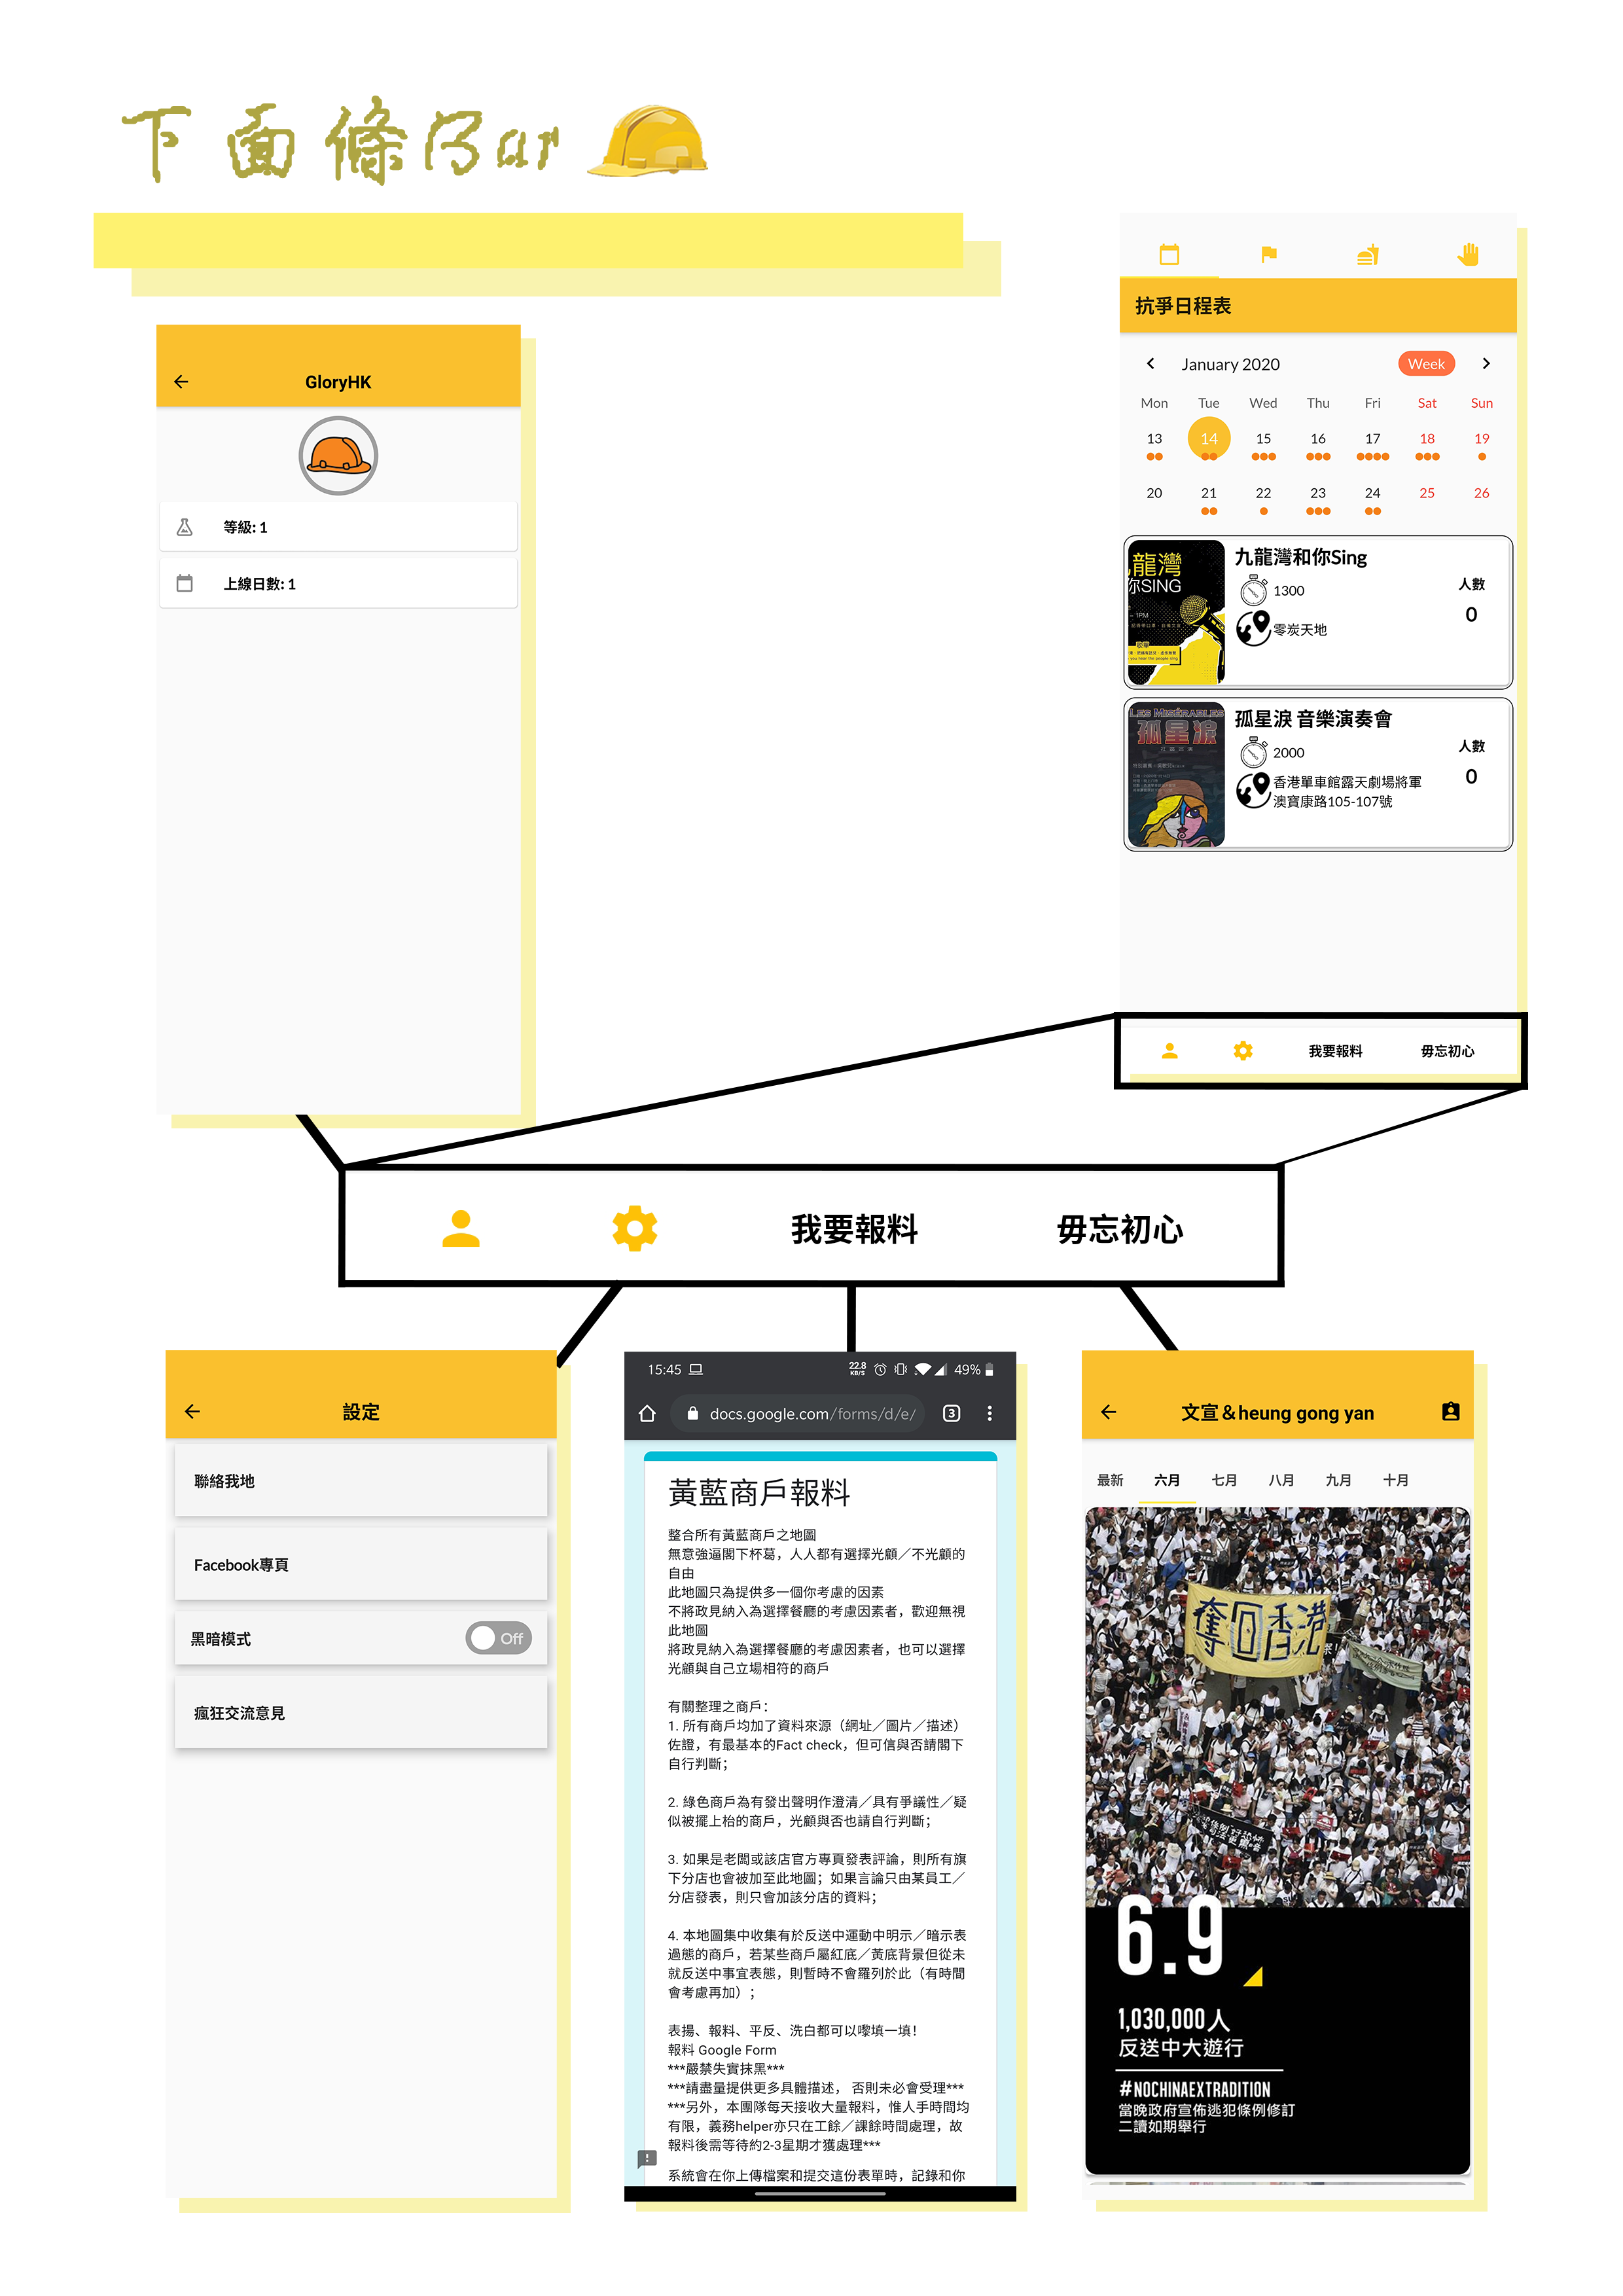 下面條Bar
GloryHK
等級: 1
上線日數: 1
抗爭日程表
January 2020
Week
Mon Tue Wed Thu Fri Sat Sun
13 14 15 16 17 18 19
20 21 22 23 24 25 26
龍灣
你SING
九龍灣和你Sing
1300
零炭天地
人數
0
LES MISÉRABLES
孤星淚
孤星淚 音樂演奏會
2000
香港單車館露天劇場將軍
澳寶康路105-107號
人數
0
我要報料 毋忘初心
我要報料 毋忘初心
設定
聯絡我地
Facebook專頁
黑暗模式
Off
瘋狂交流意見
15:45
22.8
KB/S
49%
docs.google.com/forms/d/e/
3
黃藍商戶報料
整合所有黃藍商戶之地圖
無意強逼閣下杯葛，人人都有選擇光顧／不光顧的
自由
此地圖只為提供多一個你考慮的因素
不將政見納入為選擇餐廳的考慮因素者，歡迎無視
此地圖
將政見納入為選擇餐廳的考慮因素者，也可以選擇
光顧與自己立場相符的商戶
有關整理之商戶：
1. 所有商戶均加了資料來源（網址／圖片／描述）
佐證，有最基本的Fact check，但可信與否請閣下
自行判斷；
2. 綠色商戶為有發出聲明作澄清／具有爭議性／疑
似被擺上枱的商戶，光顧與否也請自行判斷；
3. 如果是老闆或該店官方專頁發表評論，則所有旗
下分店也會被加至此地圖；如果言論只由某員工／
分店發表，則只會加該分店的資料；
4. 本地圖集中收集有於反送中運動中明示／暗示表
過態的商戶，若某些商戶屬紅底／黃底背景但從未
就反送中事宜表態，則暫時不會羅列於此（有時間
會考慮再加）；
表揚、報料、平反、洗白都可以嚟填一填！
報料 Google Form
***嚴禁失實抹黑***
***請盡量提供更多具體描述， 否則未必會受理***
***另外，本團隊每天接收大量報料，惟人手時間均
有限，義務helper亦只在工餘／課餘時間處理，故
報料後需等待約2-3星期才獲處理***
系統會在你上傳檔案和提交這份表單時，記錄和你
文宣＆heung gong yan
最新 六月 七月 八月 九月 十月
奪回香港
6.9
1,030,000人
反送中大遊行
#NOCHINAEXTRADITION
當晚政府宣佈逃犯條例修訂
二讀如期舉行